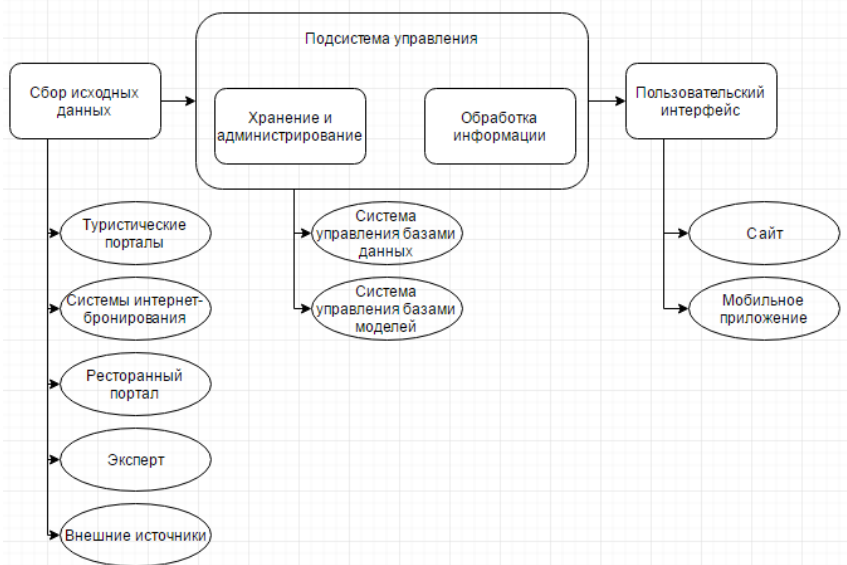 Подсистема управления
Сбор исходных
данных
Хранение и
администрирование
Обработка
информации
Пользовательский
интерфейс
Туристические
порталы
Системы интернет-
бронирования
Ресторанный
портал
Эксперт
Внешние источники
Система
управления базами
данных
Система
управления базами
моделей
Сайт
Мобильное
приложение